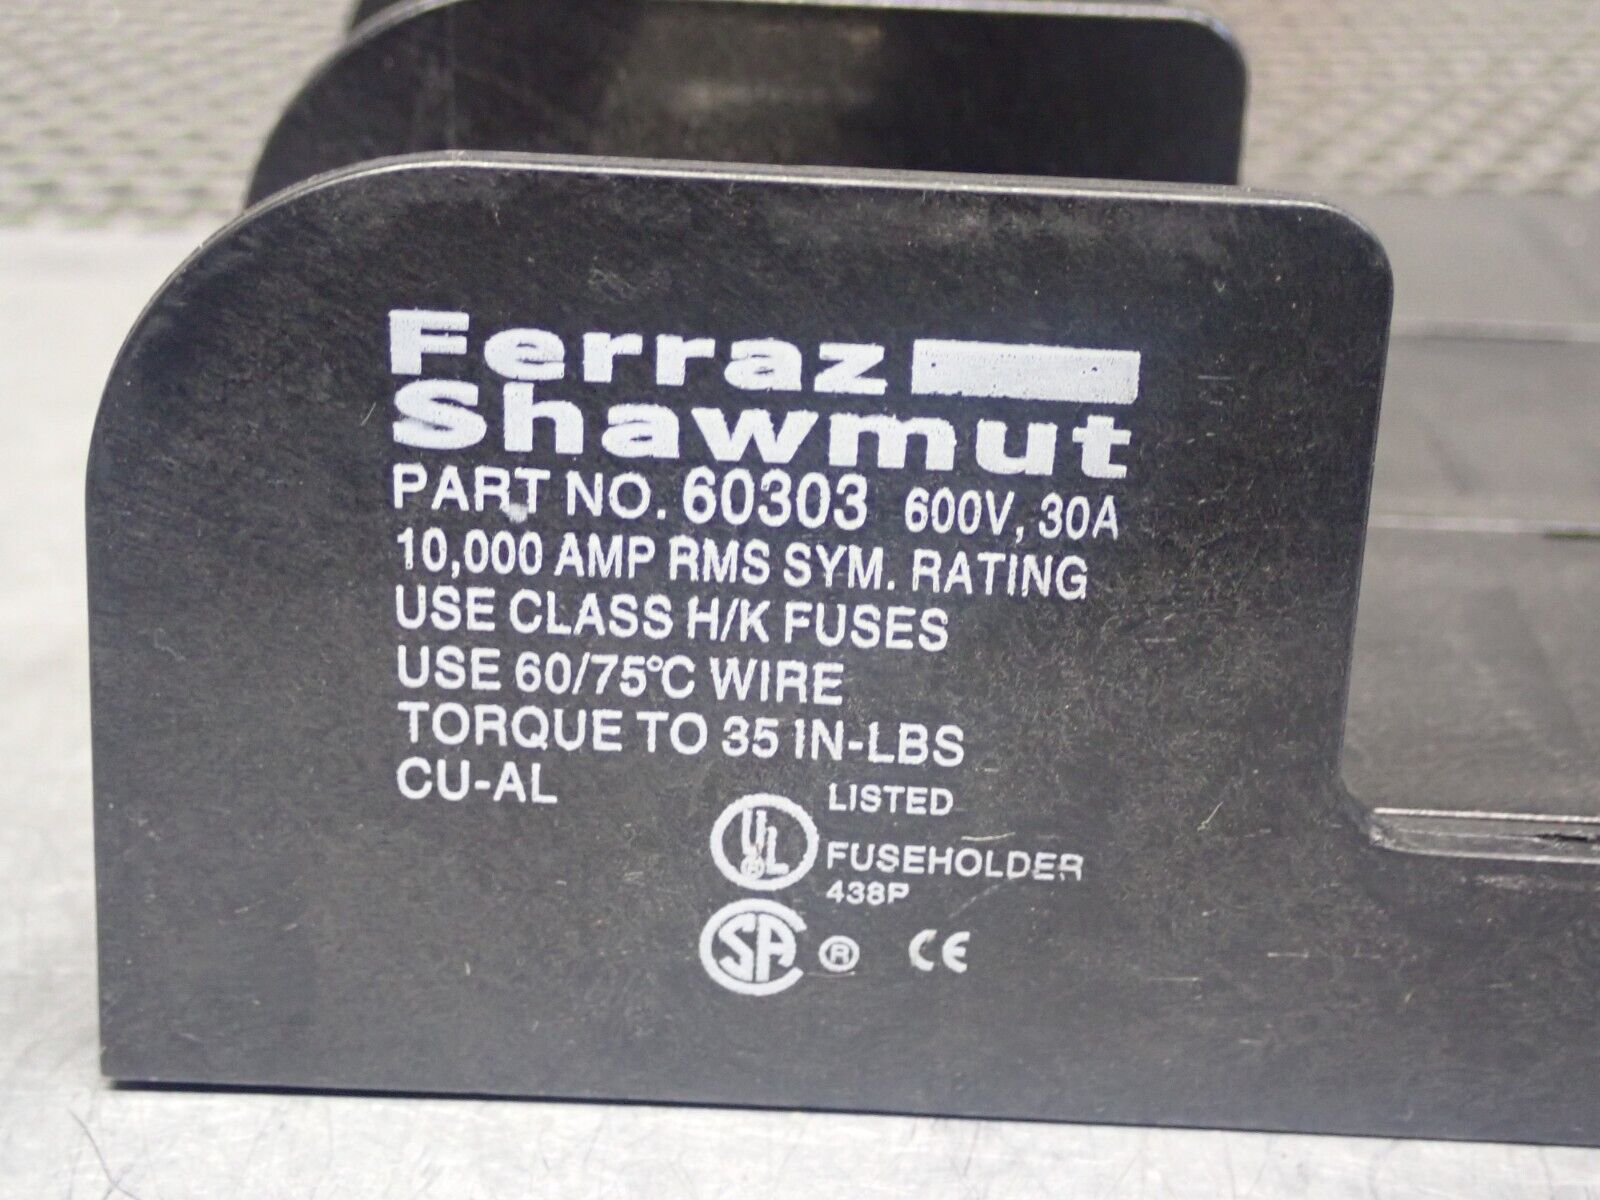 Ferraz
Shawmut
PART NO. 60303 600V, 30A
10,000 AMP RMS SYM. RATING
USE CLASS H/K FUSES
USE 60/75°C WIRE
TORQUE TO 35 IN-LBS
CU-AL
LISTED
UL ®
FUSEHOLDER
438P
SA ® CE